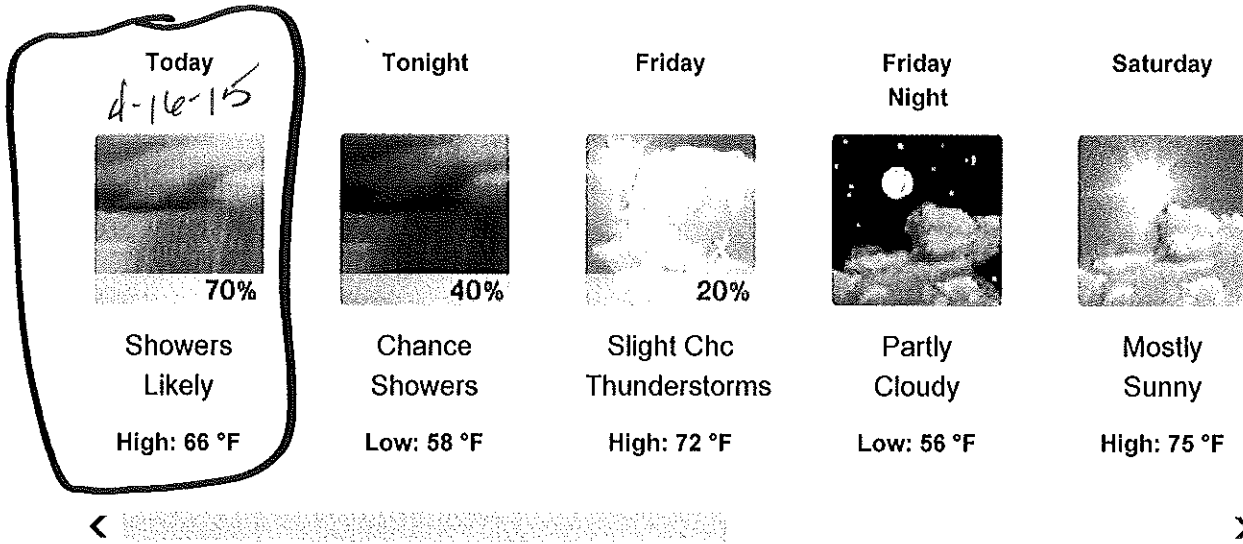 Today
4-16-15
70%
Showers
Likely
High: 66 °F
Tonight
40%
Chance
Showers
Low: 58 °F
Friday
20%
Slight Chc
Thunderstorms
High: 72 °F
Friday
Night
Partly
Cloudy
Low: 56 °F
Saturday
Mostly
Sunny
High: 75 °F